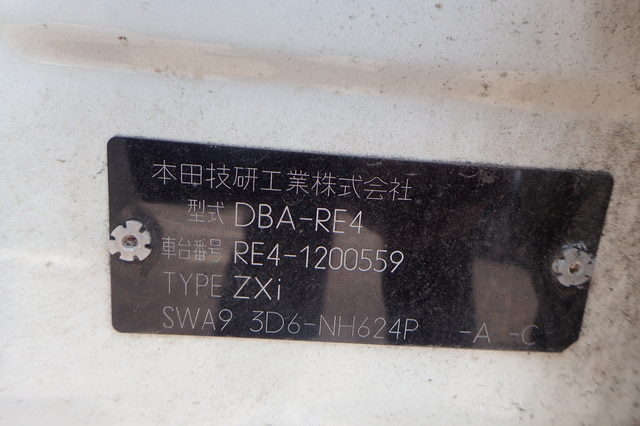 本田技研工業株式会社
型式 DBA-RE4
車台番号 RE4-1200559
TYPE ZXi
SWA9 3D6-NH624P -A -C